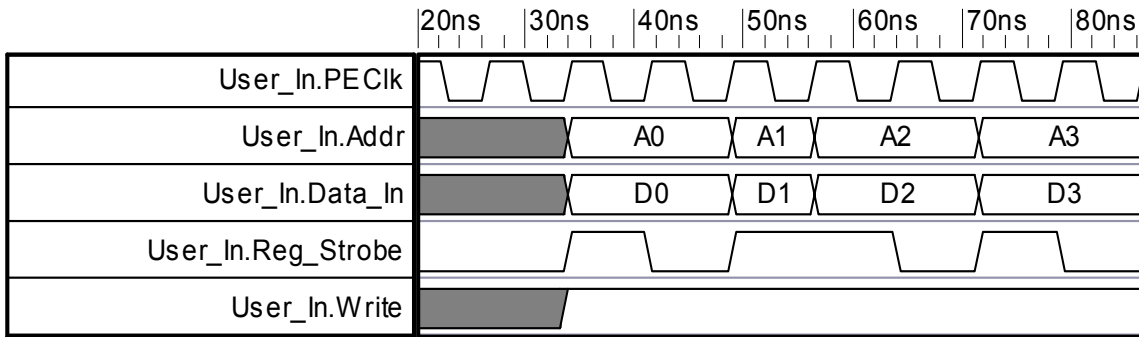 20ns 30ns 40ns 50ns 60ns 70ns 80ns
User_In.PEClk
User_In.Addr A0 A1 A2 A3
User_In.Data_In D0 D1 D2 D3
User_In.Reg_Strobe
User_In.Write